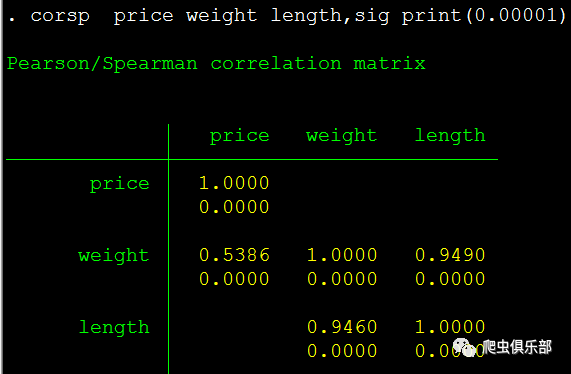 . corsp  price weight length,sig print(0.00001)
Pearson/Spearman correlation matrix
price weight length
price 1.0000
0.0000
weight 0.5386 1.0000 0.9490
0.0000 0.0000 0.0000
length 0.9460 1.0000
0.0000 0.0000
爬虫俱乐部